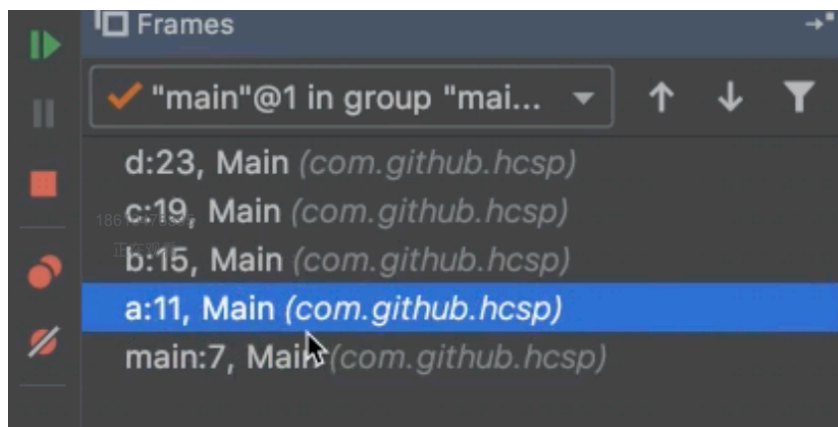 Frames
"main"@1 in group "mai...
d:23, Main (com.github.hcsp)
c:19, Main (com.github.hcsp)
b:15, Main (com.github.hcsp)
a:11, Main (com.github.hcsp)
main:7, Main (com.github.hcsp)